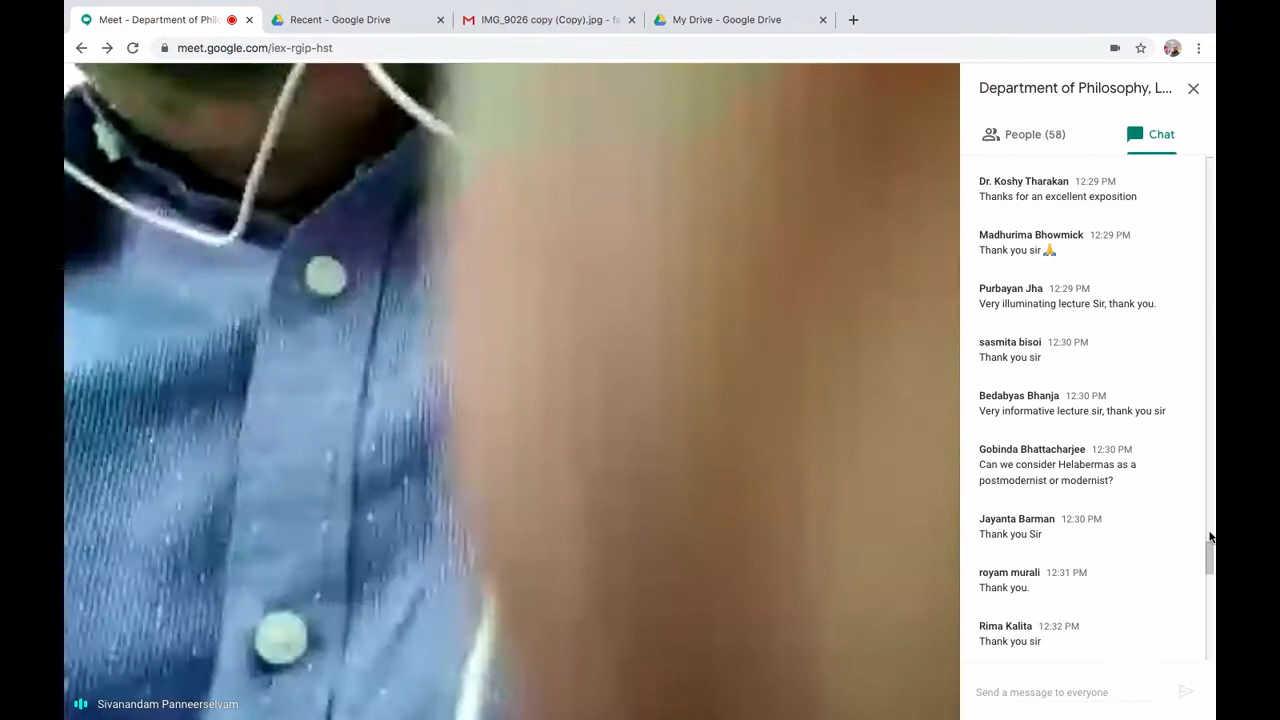 Meet - Department of Philo
Recent - Google Drive
IMG_9026 copy (Copy).jpg - fa
My Drive - Google Drive
meet.google.com/iex-rgip-hst
Department of Philosophy, L...
People (58)
Chat
Dr. Koshy Tharakan 12:29 PM
Thanks for an excellent exposition
Madhurima Bhowmick 12:29 PM
Thank you sir🙏
Purbayan Jha 12:29 PM
Very illuminating lecture Sir, thank you.
sasmita bisoi 12:30 PM
Thank you sir
Bedabyas Bhanja 12:30 PM
Very informative lecture sir, thank you sir
Gobinda Bhattacharjee 12:30 PM
Can we consider Helabermas as a
postmodernist or modernist?
Jayanta Barman 12:30 PM
Thank you Sir
royam murali 12:31 PM
Thank you.
Rima Kalita 12:32 PM
Thank you sir
Send a message to everyone
Sivanandam Panneerselvam